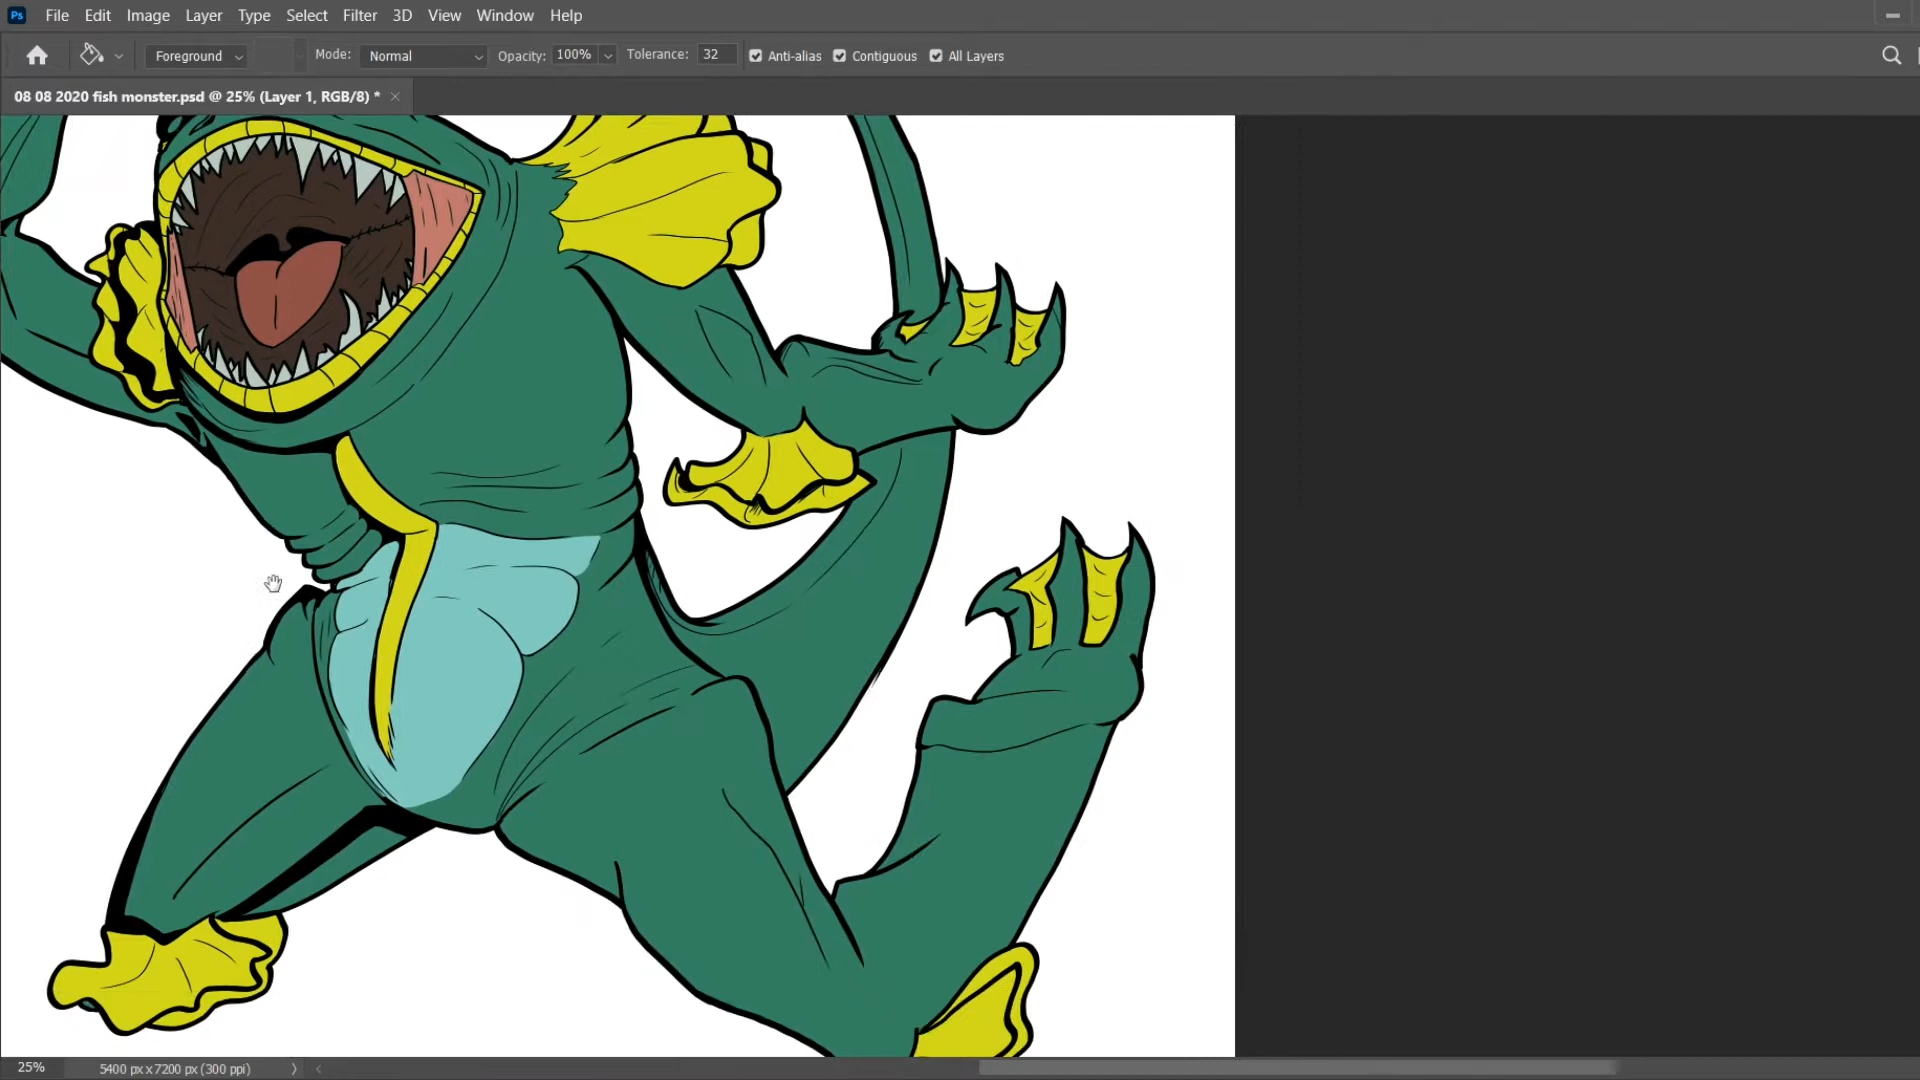 Ps File Edit Image Layer Type Select Filter 3D View Window Help
Foreground Mode: Normal Opacity: 100% Tolerance: 32 Anti-alias Contiguous All Layers
08 08 2020 fish monster.psd @ 25% (Layer 1, RGB/8) *
25% 5400 px x 7200 px (300 ppi)